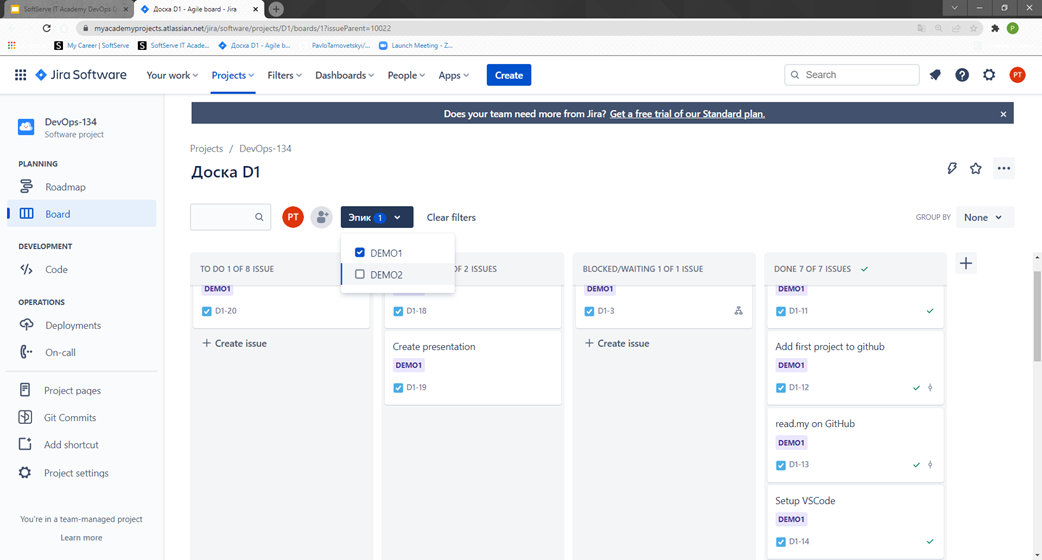 SoftServe IT Academy DevOps
Доска D1 - Agile board - Jira
myacademyprojects.atlassian.net/jira/software/projects/D1/boards/1?issueParent=10022
P
S My Career | SoftServe
S SoftServe IT Acade...
Доска D1 - Agile b...
PavloTarnovetskyi/...
Launch Meeting - Z...
Jira Software
Your work
Projects
Filters
Dashboards
People
Apps
Create
Search
PT
Does your team need more from Jira? Get a free trial of our Standard plan.
DevOps-134
Software project
PLANNING
Roadmap
Board
DEVELOPMENT
Code
OPERATIONS
Deployments
On-call
Project pages
Git Commits
Add shortcut
Project settings
You're in a team-managed project
Learn more
Projects / DevOps-134
Доска D1
PT
Эпик 1
Clear filters
GROUP BY
None
DEMO1
DEMO2
TO DO 1 OF 8 ISSUE
DEMO1
D1-20
+ Create issue
OF 2 ISSUES
D1-18
Create presentation
DEMO1
D1-19
BLOCKED/WAITING 1 OF 1 ISSUE
DEMO1
D1-3
+ Create issue
DONE 7 OF 7 ISSUES
DEMO1
D1-11
Add first project to github
DEMO1
D1-12
read.my on GitHub
DEMO1
D1-13
Setup VSCode
DEMO1
D1-14